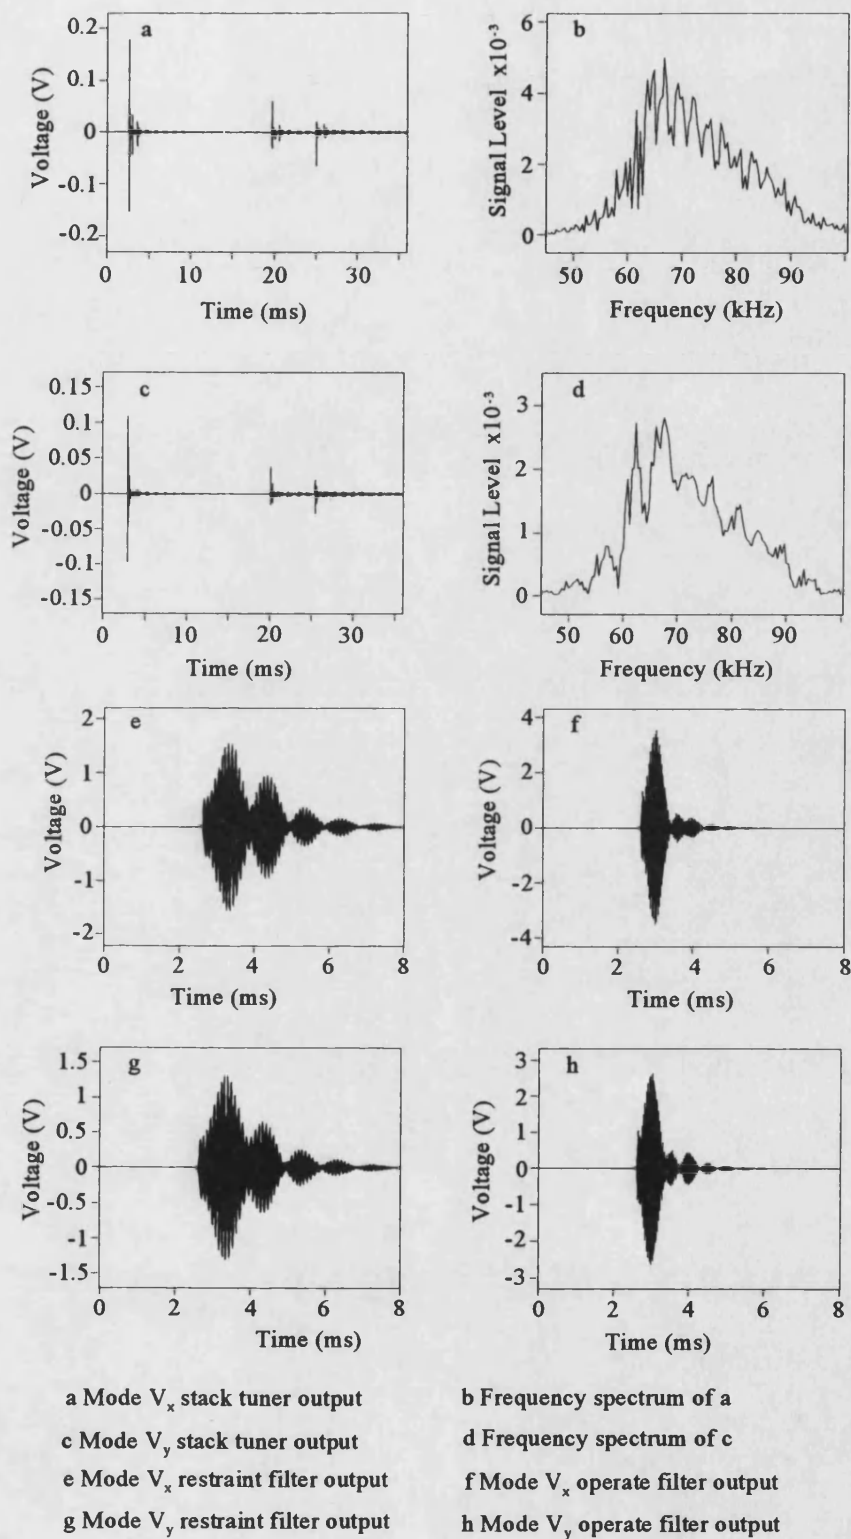 a
0.2
0.1
0
-0.1
-0.2
Voltage (V)
0 10 20 30
Time (ms)
b
6
4
2
0
Signal Level x10⁻³
50 60 70 80 90
Frequency (kHz)
c
0.15
0.1
0.05
0
-0.05
-0.1
-0.15
Voltage (V)
0 10 20 30
Time (ms)
d
3
2
1
0
Signal Level x10⁻³
50 60 70 80 90
Frequency (kHz)
e
2
1
0
-1
-2
Voltage (V)
0 2 4 6 8
Time (ms)
f
4
2
0
-2
-4
Voltage (V)
0 2 4 6 8
Time (ms)
g
1.5
1
0.5
0
-0.5
-1
-1.5
Voltage (V)
0 2 4 6 8
Time (ms)
h
3
2
1
0
-1
-2
-3
Voltage (V)
0 2 4 6 8
Time (ms)
a Mode Vₓ stack tuner output
b Frequency spectrum of a
c Mode Vy stack tuner output
d Frequency spectrum of c
e Mode Vₓ restraint filter output
f Mode Vₓ operate filter output
g Mode Vy restraint filter output
h Mode Vy operate filter output